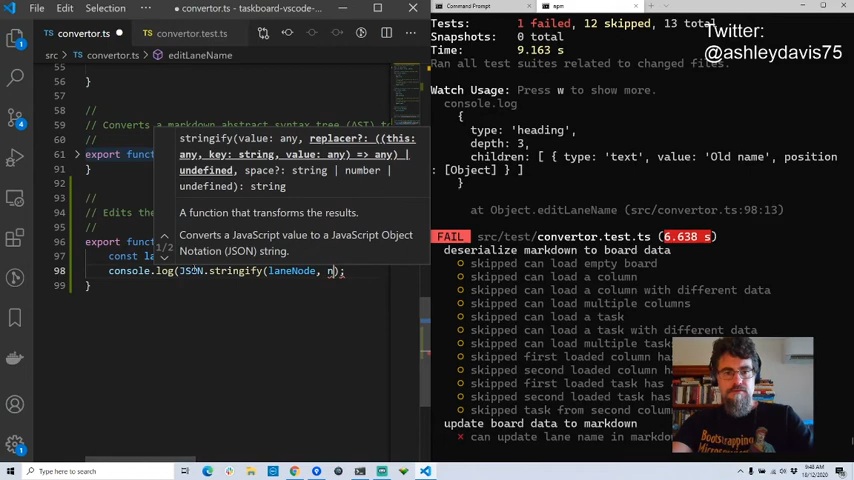 File Edit Selection convertor.ts - taskboard-vscode-...
convertor.ts
convertor.test.ts
src > convertor.ts > editLaneName
55
56 }
57
58 //
59 // Converts a markdown abstract syntax tree (AST) to
60 //
61 export funct
91 }
92
93 //
94 // Edits the
95 //
96 export funct
97 const la
98 console.log(JSON.stringify(laneNode, n);
99 }
stringify(value: any, replacer?: ((this:
any, key: string, value: any) => any) |
undefined, space?: string | number |
undefined): string
A function that transforms the results.
Converts a JavaScript value to a JavaScript Object
Notation (JSON) string.
1/2
Command Prompt
npm
Tests: 1 failed, 12 skipped, 13 total
Snapshots: 0 total
Time: 9.163 s
Ran all test suites related to changed files.
Twitter:
@ashleydavis75
Watch Usage: Press w to show more.
console.log
{
type: 'heading',
depth: 3,
children: [ { type: 'text', value: 'Old name', position
[Object] } ]
}
at Object.editLaneName (src/convertor.ts:98:13)
FAIL src/test/convertor.test.ts (6.638 s)
deserialize markdown to board data
○ skipped can load empty board
○ skipped can load a column
○ skipped can load a column with different data
○ skipped can load multiple columns
○ skipped can load a task
○ skipped can load a task with different data
○ skipped can load multiple task
○ skipped first loaded column ha
○ skipped second loaded column h
○ skipped first loaded task has
○ skipped second loaded task has
○ skipped task from second colum
update board data to markdown
× can update lane name in markdow
Bootstrapping
Type here to search
9:48 AM
18/12/2020